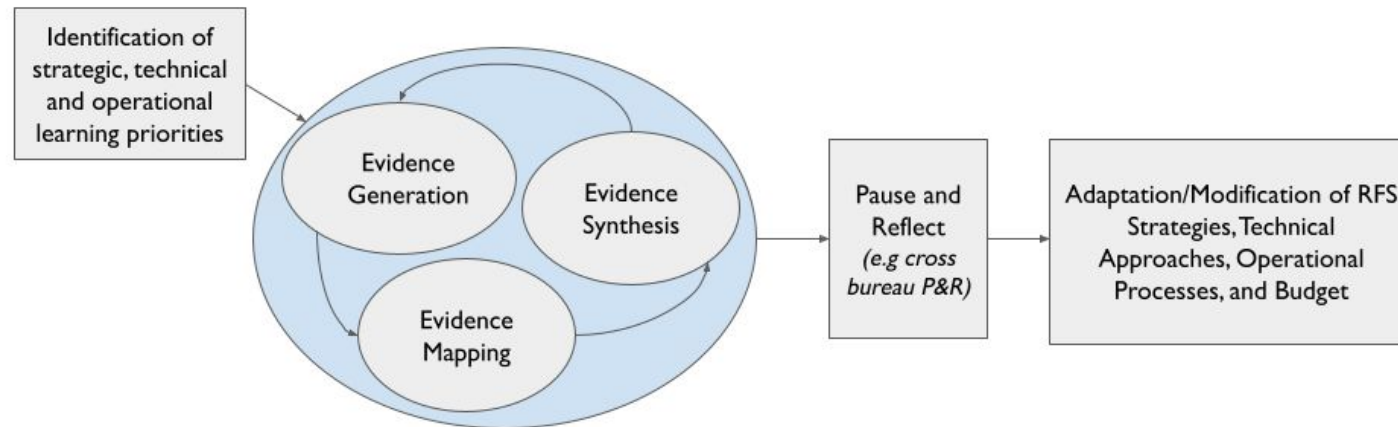 Identification of
strategic, technical
and operational
learning priorities
Evidence
Generation
Evidence
Mapping
Evidence
Synthesis
Pause and
Reflect
(e.g cross
bureau P&R)
Adaptation/Modification of RFS
Strategies, Technical
Approaches, Operational
Processes, and Budget